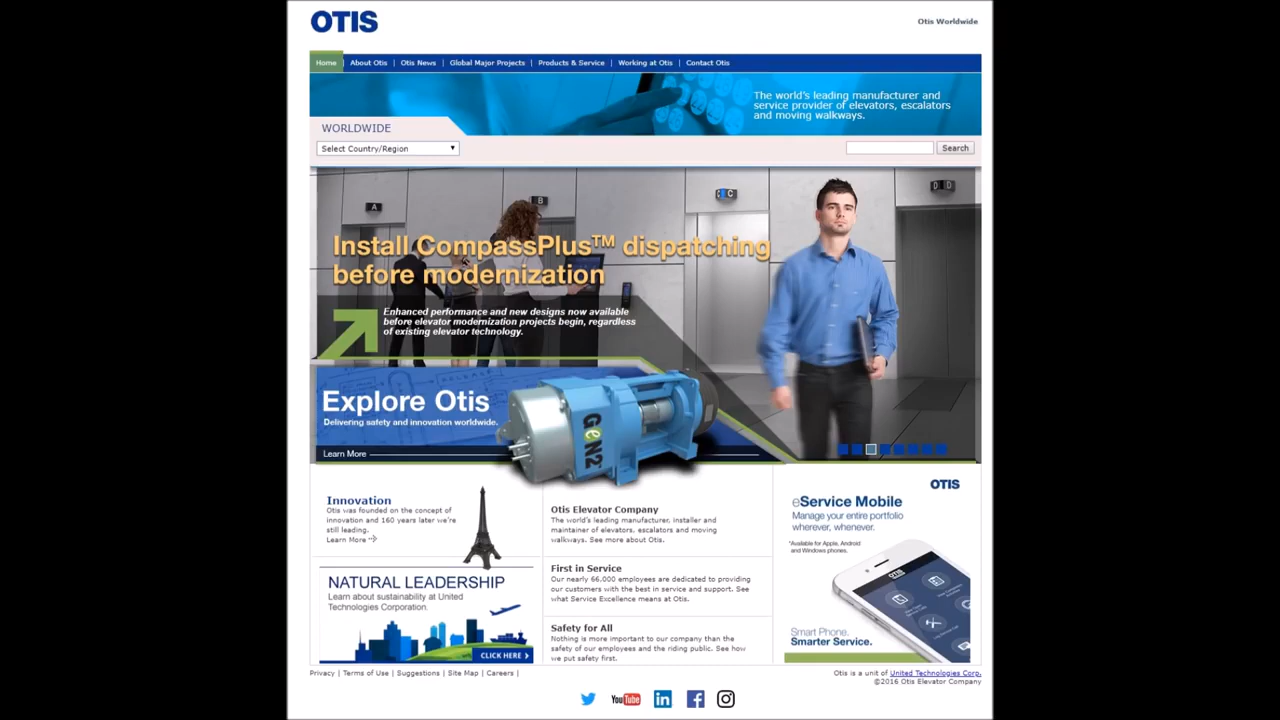 OTIS
Otis Worldwide
Home | About Otis | Otis News | Global Major Projects | Products & Service | Working at Otis | Contact Otis
The world's leading manufacturer and
service provider of elevators, escalators
and moving walkways.
WORLDWIDE
Select Country/Region
Search
A
B
C
D D
Install CompassPlus™ dispatching
before modernization
Enhanced performance and new designs now available
before elevator modernization projects begin, regardless
of existing elevator technology.
Explore Otis
Delivering safety and innovation worldwide.
Learn More
GeN2
Innovation
Otis was founded on the concept of
innovation and 160 years later we're
still leading.
Learn More
NATURAL LEADERSHIP
Learn about sustainability at United
Technologies Corporation.
CLICK HERE
Otis Elevator Company
The world's leading manufacturer, installer and
maintainer of elevators, escalators and moving
walkways. See more about Otis.
First in Service
Our nearly 66,000 employees are dedicated to providing
our customers with the best in service and support. See
what Service Excellence means at Otis.
Safety for All
Nothing is more important to our company than the
safety of our employees and the riding public. See how
we put safety first.
OTIS
eService Mobile
Manage your entire portfolio
wherever, whenever.
*Available for Apple, Android
and Windows phones.
OTIS
Smart Phone.
Smarter Service.
Privacy | Terms of Use | Suggestions | Site Map | Careers |
Otis is a unit of United Technologies Corp.
©2016 Otis Elevator Company
YouTube